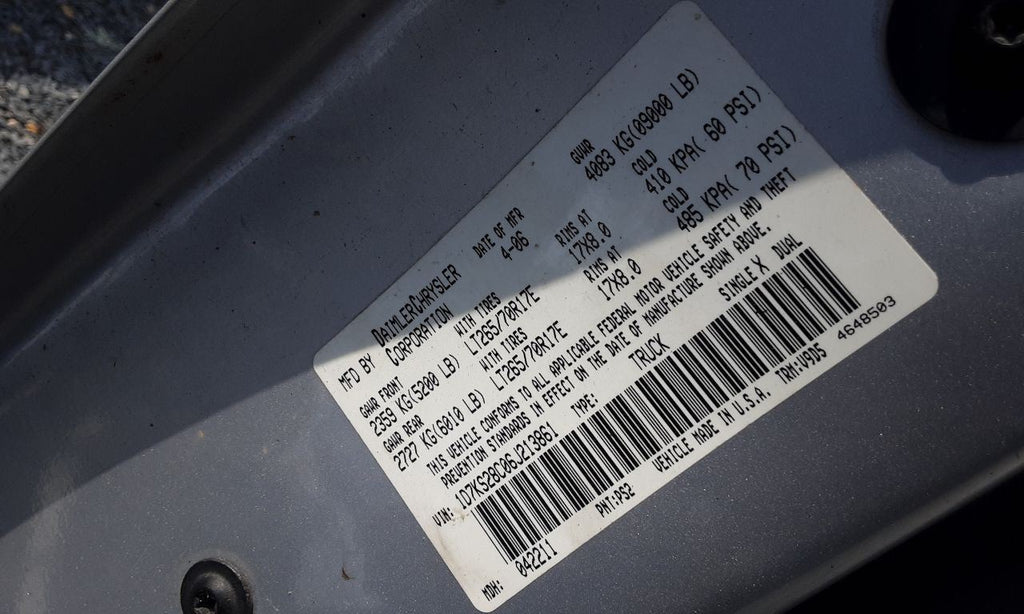 MFD BY DAIMLERCHRYSLER CORPORATION DATE OF MFR 4-06 GVWR 4083 KG(09000 LB)
GAWR FRONT WITH TIRES RIMS AT COLD
2359 KG(5200 LB) LT265/70R17E 17X8.0 410 KPA( 60 PSI)
GAWR REAR WITH TIRES RIMS AT COLD
2727 KG(6010 LB) LT265/70R17E 17X8.0 485 KPA( 70 PSI)
THIS VEHICLE CONFORMS TO ALL APPLICABLE FEDERAL MOTOR VEHICLE SAFETY AND THEFT
PREVENTION STANDARDS IN EFFECT ON THE DATE OF MANUFACTURE SHOWN ABOVE.
VIN: 1D7KS28C06J213861 TYPE: TRUCK SINGLE X DUAL
MDH: 042211 PNT:PS2 VEHICLE MADE IN U.S.A. TRM:V9D5 4648503